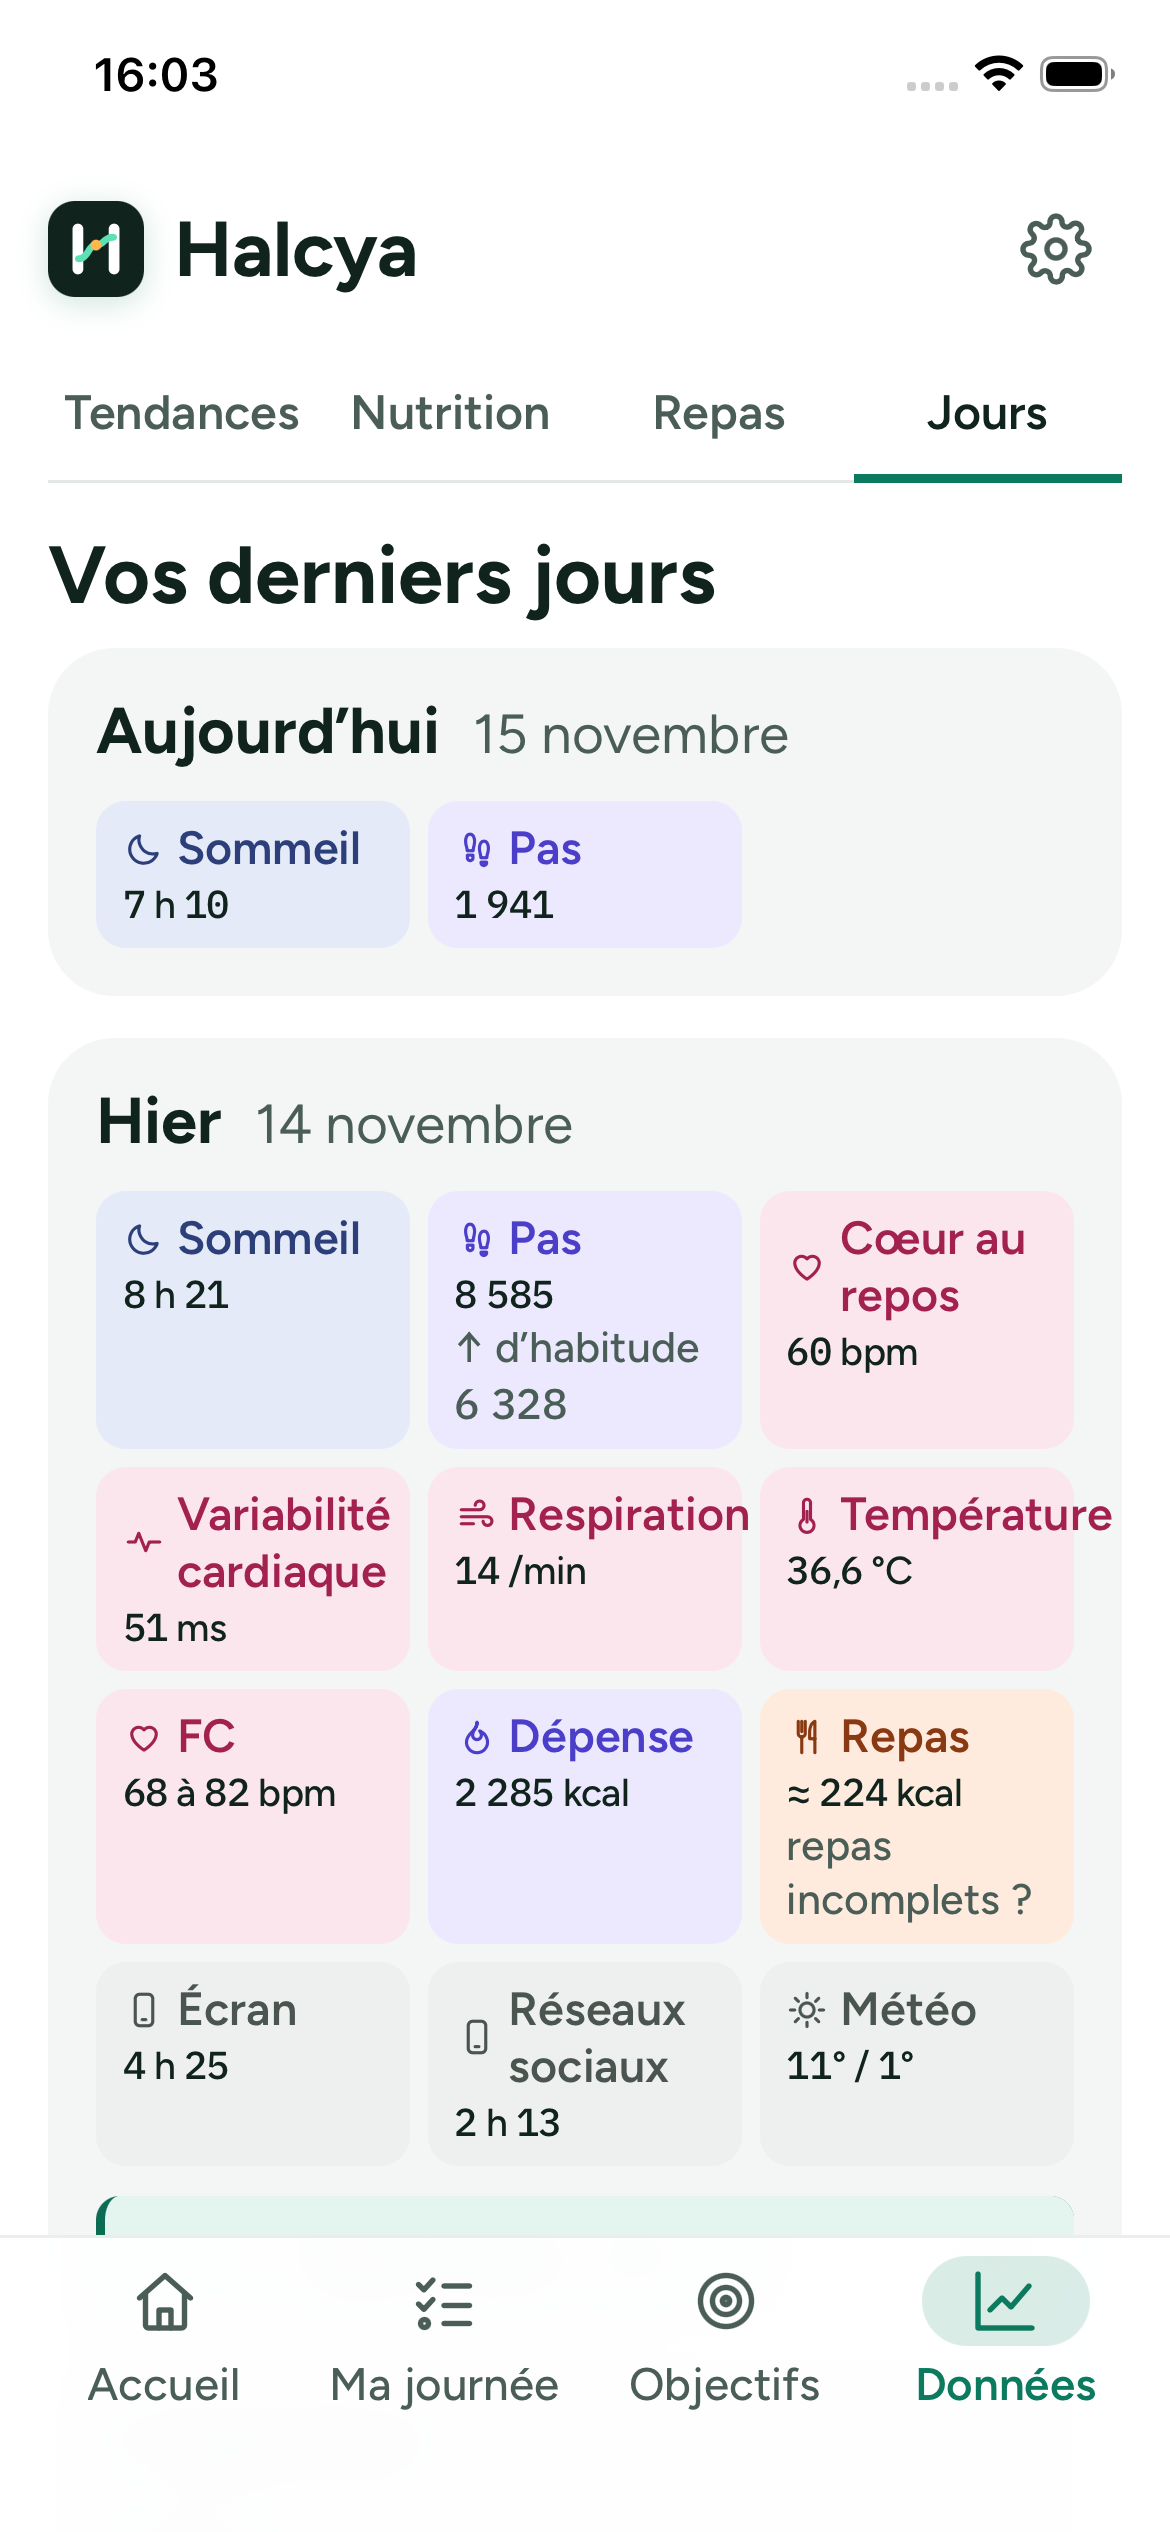 16:03
Halcya
Tendances Nutrition Repas Jours
Vos derniers jours
Aujourd’hui 15 novembre
Sommeil
7 h 10
Pas
1 941
Hier 14 novembre
Sommeil
8 h 21
Pas
8 585
↑ d’habitude
6 328
Cœur au
repos
60 bpm
Variabilité
cardiaque
51 ms
Respiration
14 /min
Température
36,6 °C
FC
68 à 82 bpm
Dépense
2 285 kcal
Repas
≈ 224 kcal
repas
incomplets ?
Écran
4 h 25
Réseaux
sociaux
2 h 13
Météo
11° / 1°
Accueil Ma journée Objectifs Données